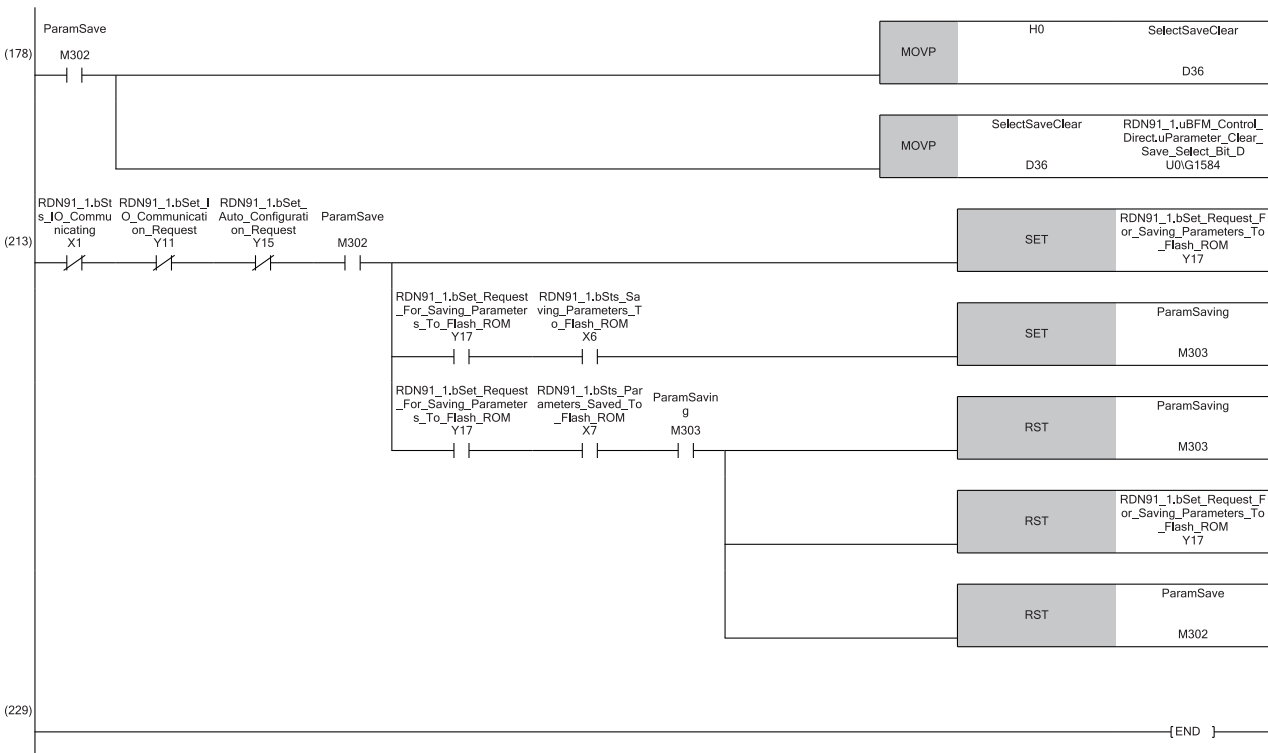 ParamSave
(178)
M302
MOVP
H0
SelectSaveClear
D36
MOVP
SelectSaveClear
D36
RDN91_1.uBFM_Control_
Direct.uParameter_Clear_
Save_Select_Bit_D
U0\G1584
(213)
RDN91_1.bSt
s_IO_Commu
nicating
X1
RDN91_1.bSet_I
O_Communicati
on_Request
Y11
RDN91_1.bSet_
Auto_Configurati
on_Request
Y15
ParamSave
M302
SET
RDN91_1.bSet_Request_F
or_Saving_Parameters_To
_Flash_ROM
Y17
RDN91_1.bSet_Request
_For_Saving_Parameter
s_To_Flash_ROM
Y17
RDN91_1.bSts_Sa
ving_Parameters_T
o_Flash_ROM
X6
SET
ParamSaving
M303
RDN91_1.bSet_Request
_For_Saving_Parameter
s_To_Flash_ROM
Y17
RDN91_1.bSts_Par
ameters_Saved_To
_Flash_ROM
X7
ParamSavin
g
M303
RST
ParamSaving
M303
RST
RDN91_1.bSet_Request_F
or_Saving_Parameters_To
_Flash_ROM
Y17
RST
ParamSave
M302
(229)
[END ]